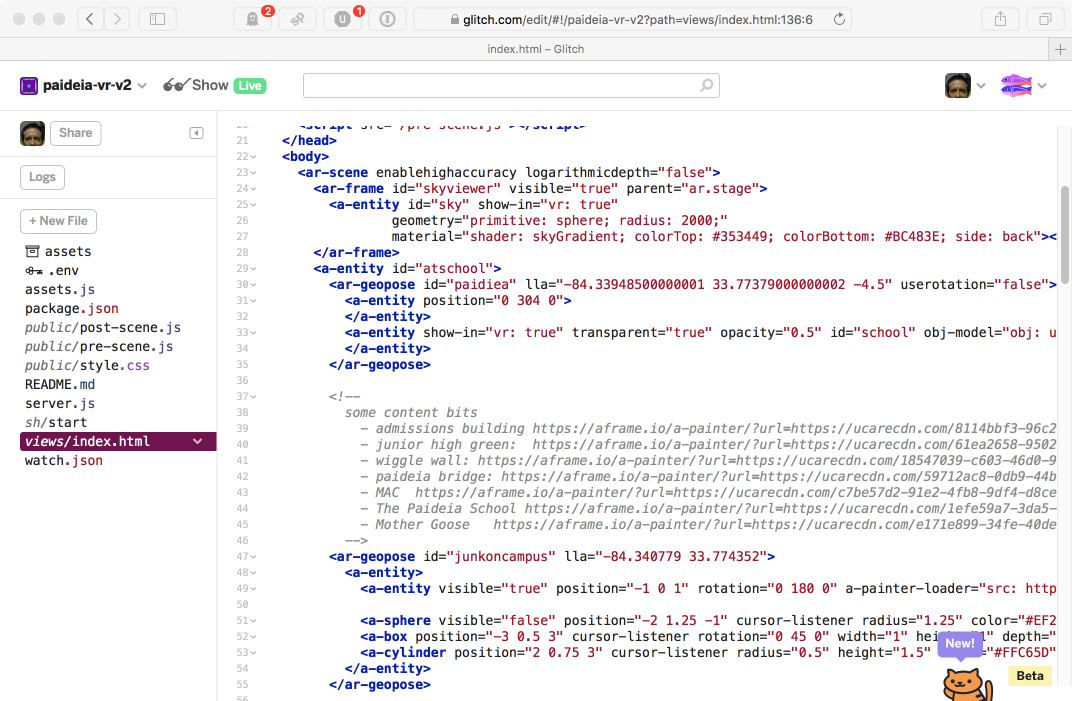 2
1
glitch.com/edit/#!/paideia-vr-v2?path=views/index.html:136:6
index.html – Glitch
paideia-vr-v2
Show
Live
Share
Logs
+ New File
assets
.env
assets.js
package.json
public/post-scene.js
public/pre-scene.js
public/style.css
README.md
server.js
sh/start
views/index.html
watch.json
20 <script src="/pre-scene.js"></script>
21 </head>
22 <body>
23 <ar-scene enablehighaccuracy logarithmicdepth="false">
24 <ar-frame id="skyviewer" visible="true" parent="ar.stage">
25 <a-entity id="sky" show-in="vr: true"
26 geometry="primitive: sphere; radius: 2000;"
27 material="shader: skyGradient; colorTop: #353449; colorBottom: #BC483E; side: back"><
28 </ar-frame>
29 <a-entity id="atschool">
30 <ar-geopose id="paidiea" lla="-84.33948500000001 33.77379000000002 -4.5" userotation="false">
31 <a-entity position="0 304 0">
32 </a-entity>
33 <a-entity show-in="vr: true" transparent="true" opacity="0.5" id="school" obj-model="obj: u
34 </a-entity>
35 </ar-geopose>
36
37 <!--
38 some content bits
39 - admissions building https://aframe.io/a-painter/?url=https://ucarecdn.com/8114bbf3-96c2
40 - junior high green: https://aframe.io/a-painter/?url=https://ucarecdn.com/61ea2658-9502
41 - wiggle wall: https://aframe.io/a-painter/?url=https://ucarecdn.com/18547039-c603-46d0-9
42 - paideia bridge: https://aframe.io/a-painter/?url=https://ucarecdn.com/59712ac8-0db9-44b
43 - MAC https://aframe.io/a-painter/?url=https://ucarecdn.com/c7be57d2-91e2-4fb8-9df4-d8ce
44 - The Paideia School https://aframe.io/a-painter/?url=https://ucarecdn.com/1efe59a7-3da5-
45 - Mother Goose https://aframe.io/a-painter/?url=https://ucarecdn.com/e171e899-34fe-40de
46 -->
47 <ar-geopose id="junkoncampus" lla="-84.340779 33.774352">
48 <a-entity>
49 <a-entity visible="true" position="-1 0 1" rotation="0 180 0" a-painter-loader="src: http
50
51 <a-sphere visible="false" position="-2 1.25 -1" cursor-listener radius="1.25" color="#EF2
52 <a-box position="-3 0.5 3" cursor-listener rotation="0 45 0" width="1" hei 1" depth="
53 <a-cylinder position="2 0.75 3" cursor-listener radius="0.5" height="1.5" ="#FFC65D"
54 </a-entity>
55 </ar-geopose>
56
New!
Beta